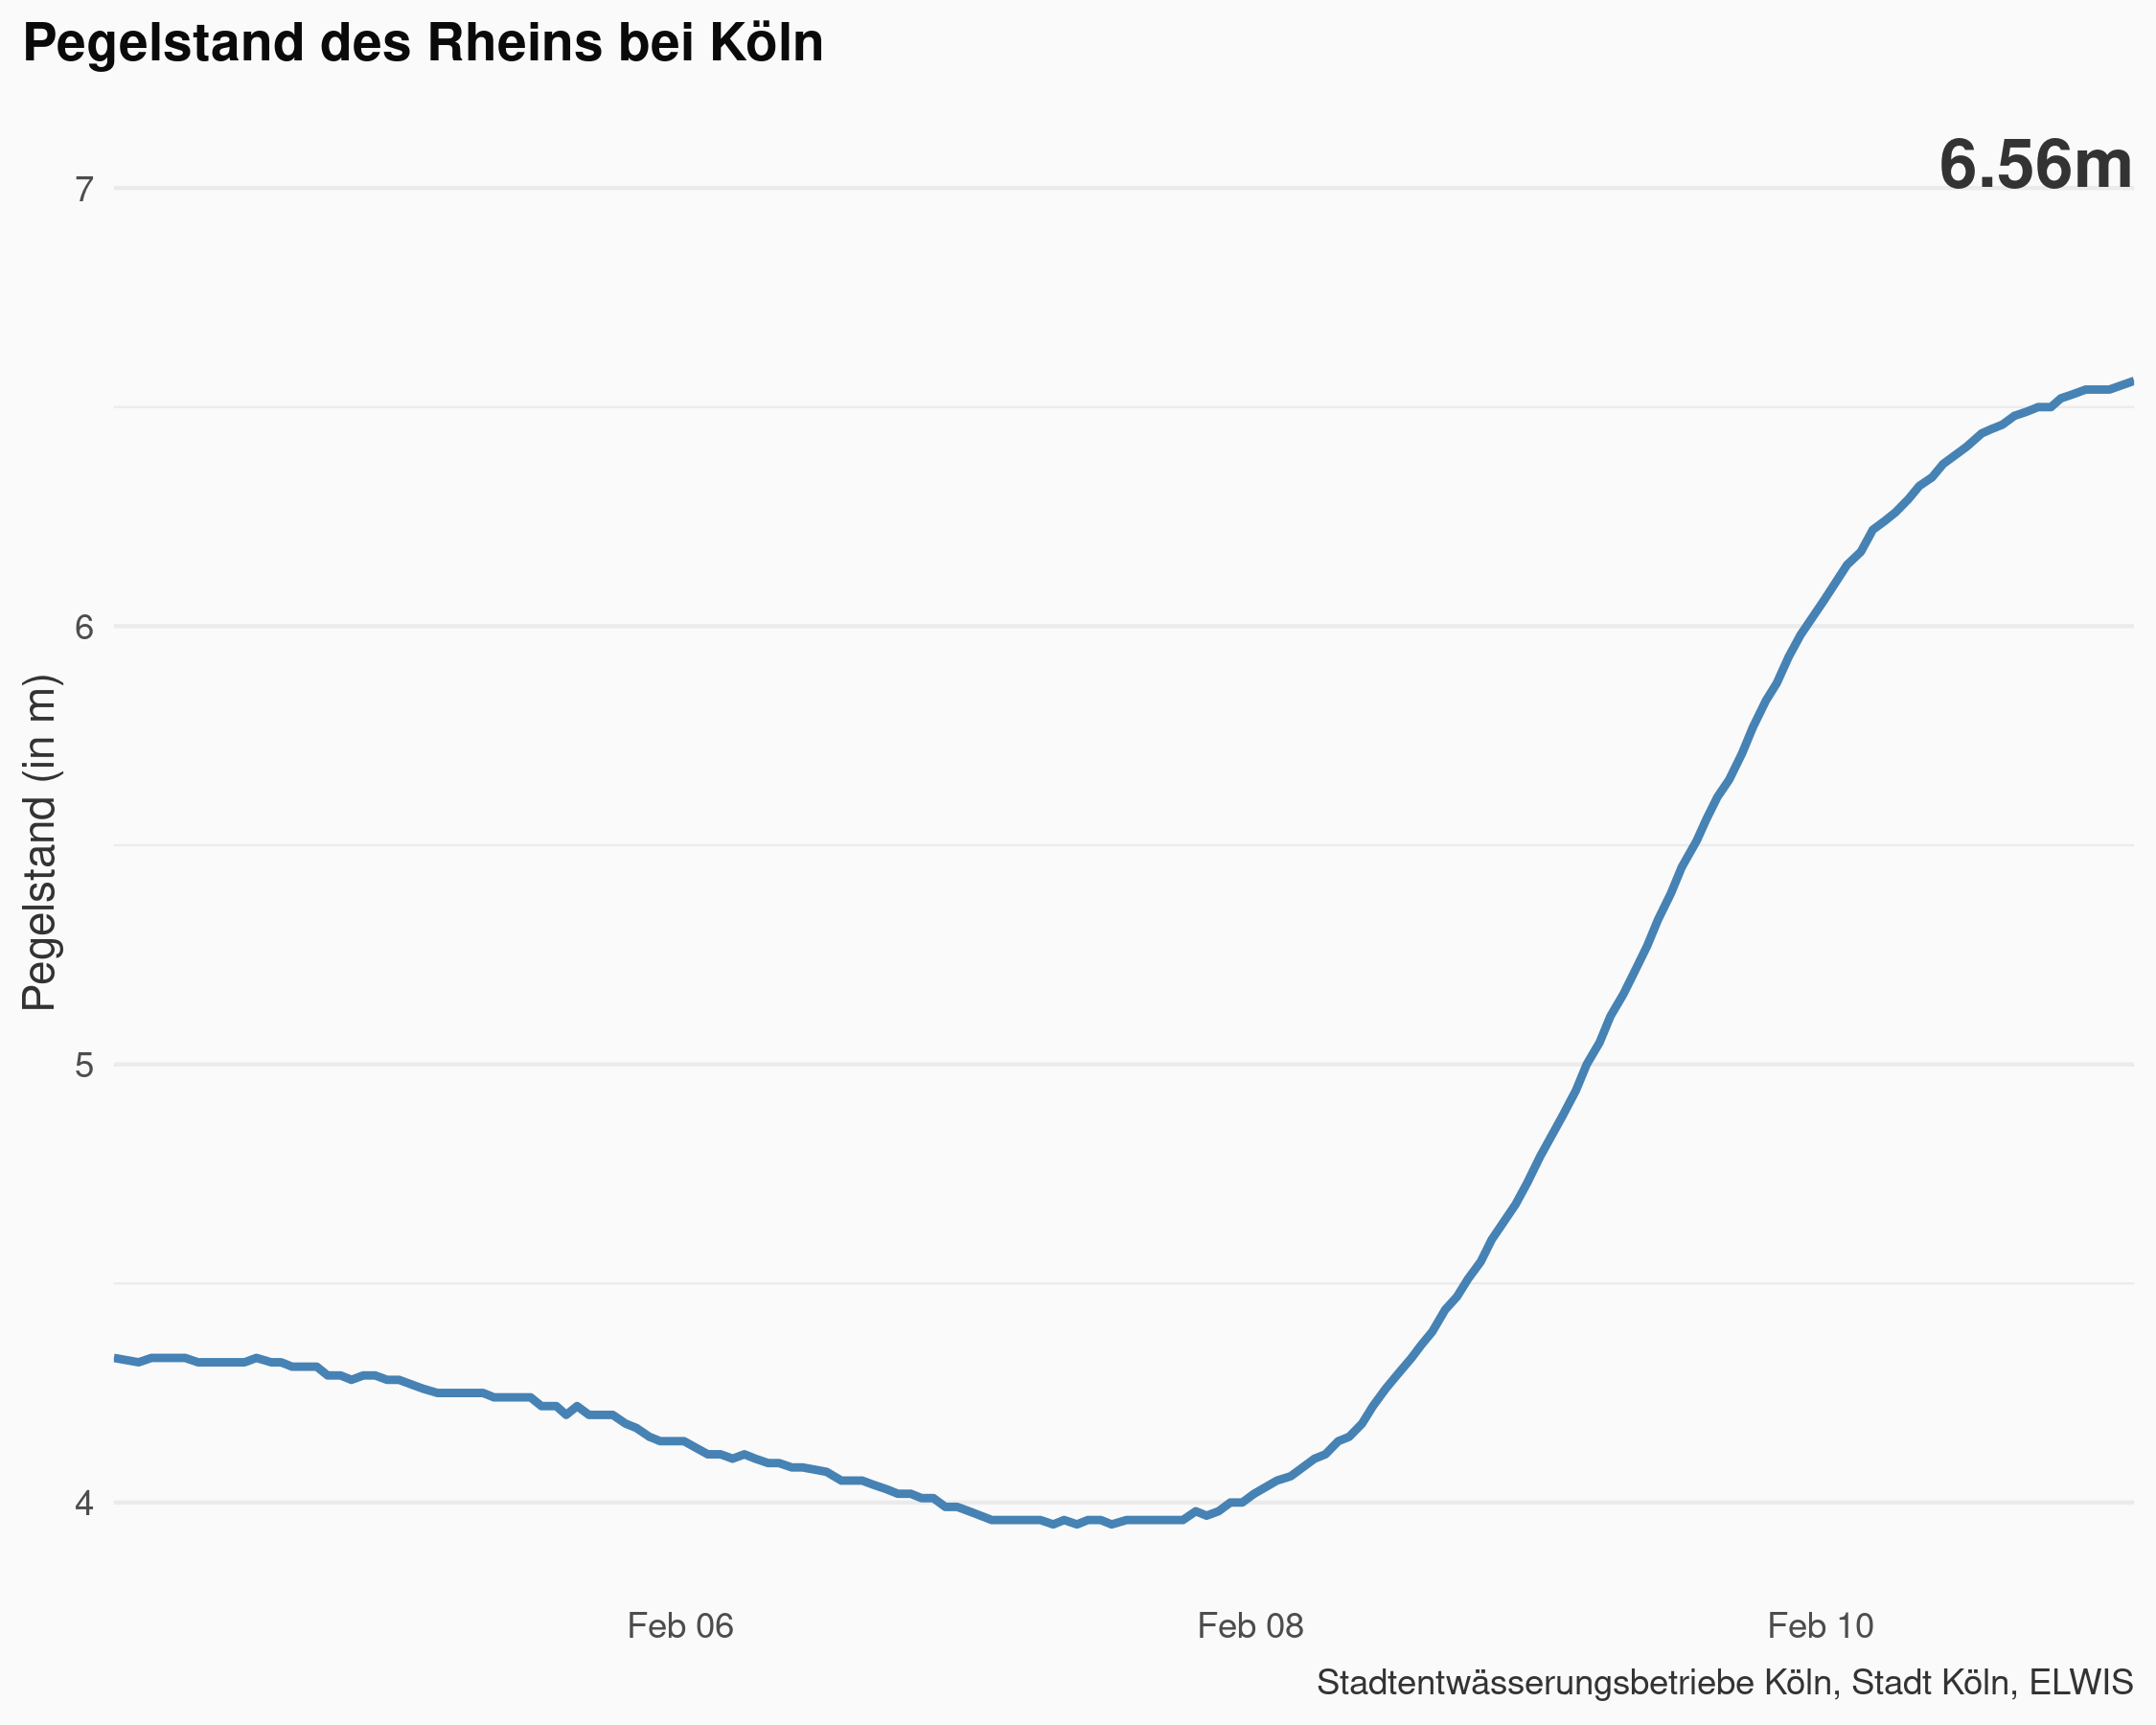 Pegelstand des Rheins bei Köln
6.56m
7
6
5
4
Pegelstand (in m)
Feb 06
Feb 08
Feb 10
Stadtentwässerungsbetriebe Köln, Stadt Köln, ELWIS